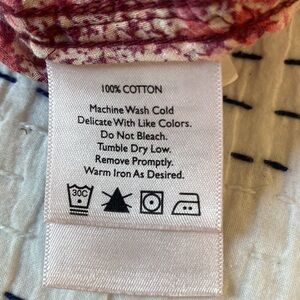 100% COTTON
Machine Wash Cold
Delicate With Like Colors.
Do Not Bleach.
Tumble Dry Low.
Remove Promptly.
Warm Iron As Desired.
30C